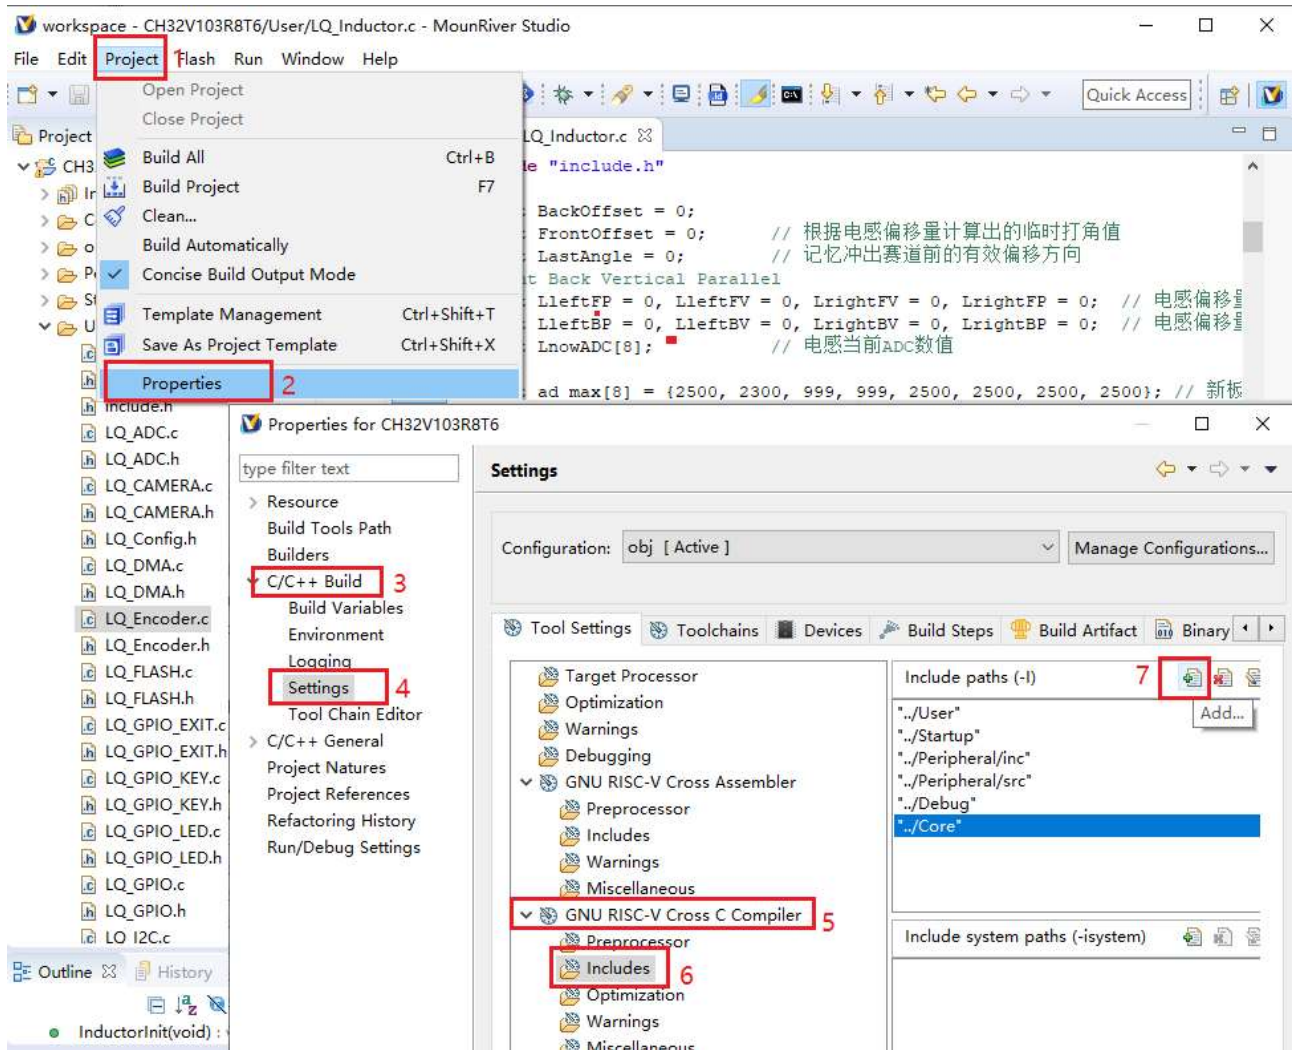 workspace - CH32V103R8T6/User/LQ_Inductor.c - MounRiver Studio
File Edit Project 1 Flash Run Window Help
Open Project
Quick Access
Close Project
Project
LQ_Inductor.c
Build All Ctrl+B
"include.h"
CH3
Build Project F7
Clean...
BackOffset = 0;
FrontOffset = 0; // 根据电感偏移量计算出的临时打角值
Build Automatically
LastAngle = 0; // 记忆冲出赛道前的有效偏移方向
Concise Build Output Mode
Back Vertical Parallel
LleftFP = 0, LleftFV = 0, LrightFV = 0, LrightFP = 0; // 电感偏移量
Template Management Ctrl+Shift+T
LleftBP = 0, LleftBV = 0, LrightBV = 0, LrightBP = 0; // 电感偏移量
Save As Project Template Ctrl+Shift+X
LnowADC[8]; // 电感当前ADC数值
Properties 2
ad_max[8] = {2500, 2300, 999, 999, 2500, 2500, 2500, 2500}; // 新板
include.h
LQ_ADC.c
LQ_ADC.h
LQ_CAMERA.c
LQ_CAMERA.h
LQ_Config.h
LQ_DMA.c
LQ_DMA.h
LQ_Encoder.c
LQ_Encoder.h
LQ_FLASH.c
LQ_FLASH.h
LQ_GPIO_EXIT.c
LQ_GPIO_EXIT.h
LQ_GPIO_KEY.c
LQ_GPIO_KEY.h
LQ_GPIO_LED.c
LQ_GPIO_LED.h
LQ_GPIO.c
LQ_GPIO.h
LQ_I2C.c
Outline History
InductorInit(void) :
Properties for CH32V103R8T6
type filter text
Resource
Build Tools Path
Builders
C/C++ Build 3
Build Variables
Environment
Logging
Settings 4
Tool Chain Editor
C/C++ General
Project Natures
Project References
Refactoring History
Run/Debug Settings
Settings
Configuration: obj [ Active ] Manage Configurations...
Tool Settings Toolchains Devices Build Steps Build Artifact Binary
Target Processor
Optimization
Warnings
Debugging
GNU RISC-V Cross Assembler
Preprocessor
Includes
Warnings
Miscellaneous
GNU RISC-V Cross C Compiler 5
Preprocessor
Includes 6
Optimization
Warnings
Miscellaneous
Include paths (-I) 7
Add...
"../User"
"../Startup"
"../Peripheral/inc"
"../Peripheral/src"
"../Debug"
"../Core"
Include system paths (-isystem)